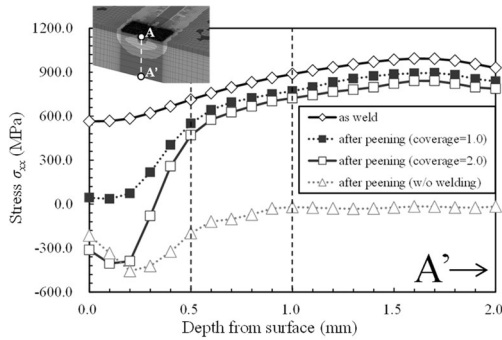 1200.0
900.0
600.0
300.0
0.0
-300.0
-600.0
Stress σxx (MPa)
A
A'
as weld
after peening (coverage=1.0)
after peening (coverage=2.0)
after peening (w/o welding)
A'
0.0 0.5 1.0 1.5 2.0
Depth from surface (mm)